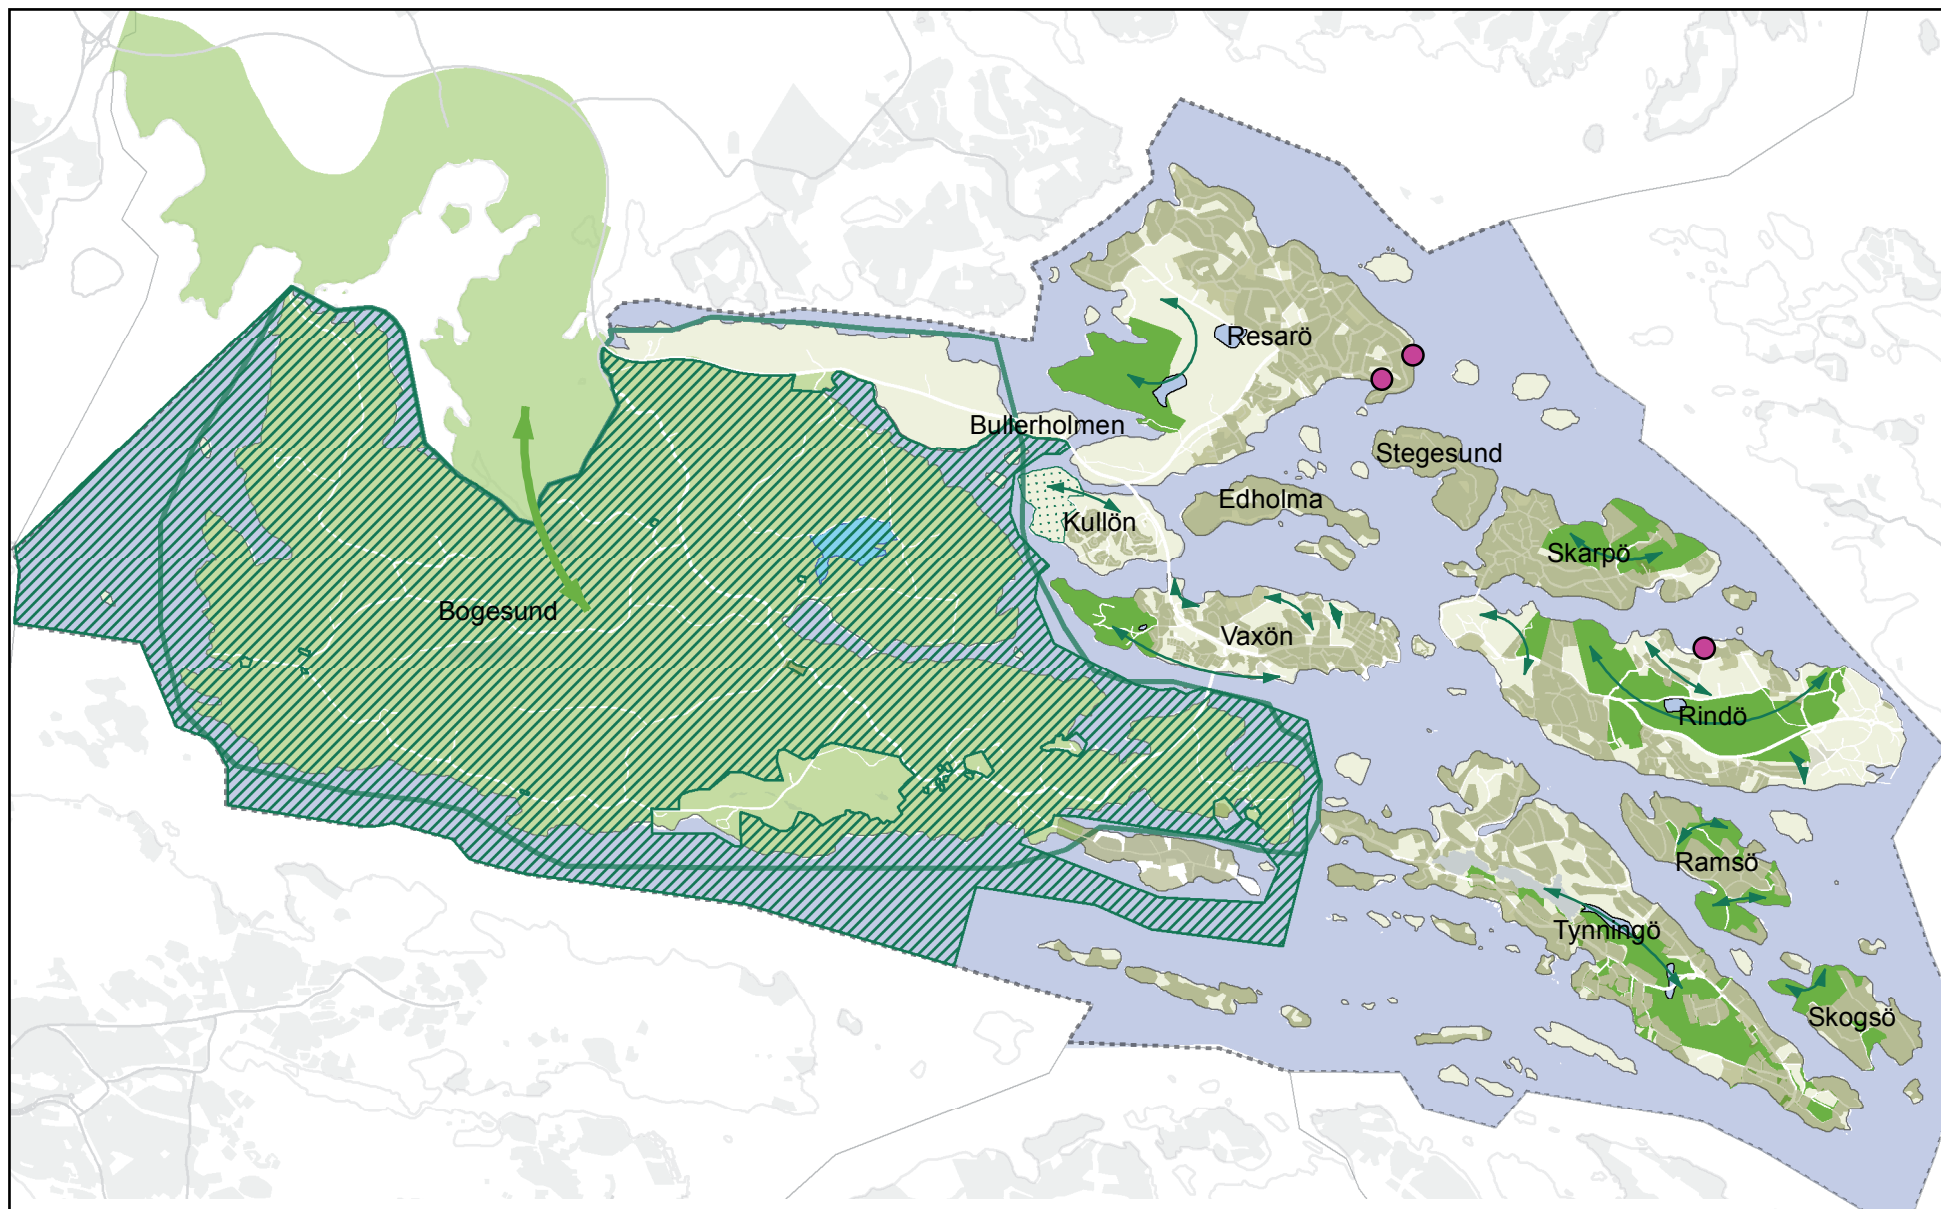 Resarö
Bullerholmen
Stegesund
Edholma
Kullön
Skarpö
Bogesund
Vaxön
Rindö
Ramsö
Tynningö
Skogsö